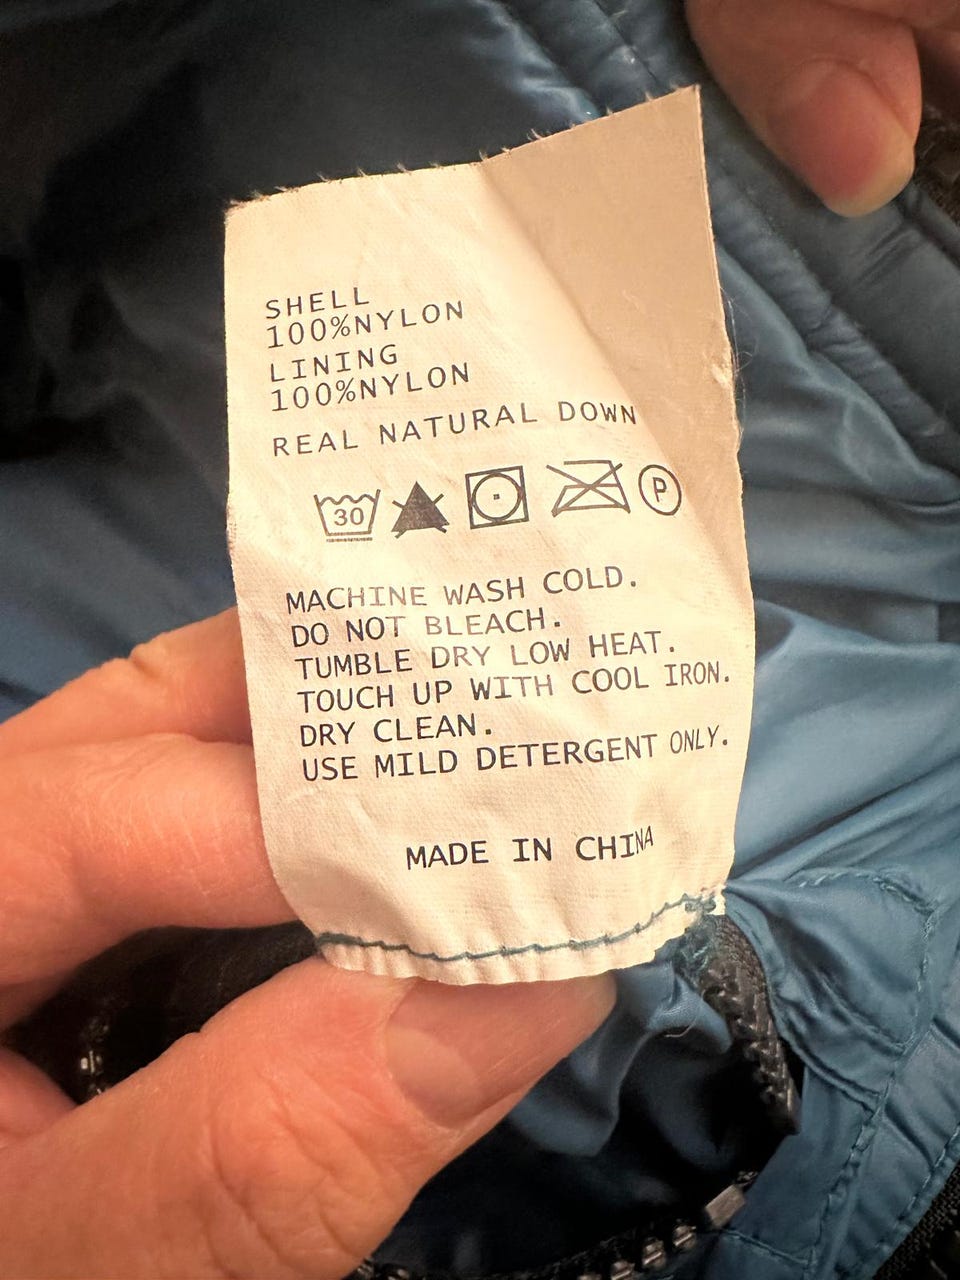 SHELL
100%NYLON
LINING
100%NYLON
REAL NATURAL DOWN
30 P
MACHINE WASH COLD.
DO NOT BLEACH.
TUMBLE DRY LOW HEAT.
TOUCH UP WITH COOL IRON.
DRY CLEAN.
USE MILD DETERGENT ONLY.
MADE IN CHINA